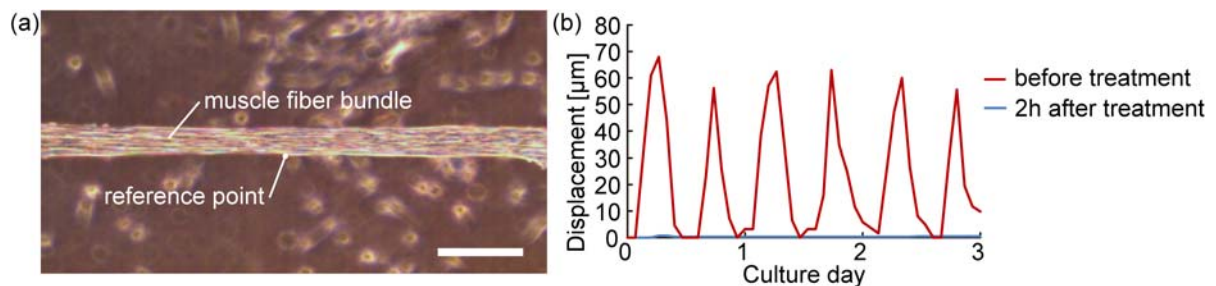 (a)
muscle fiber bundle
reference point
(b)
Displacement [μm]
80
70
60
50
40
30
20
10
0
0
1
2
3
Culture day
before treatment
2h after treatment